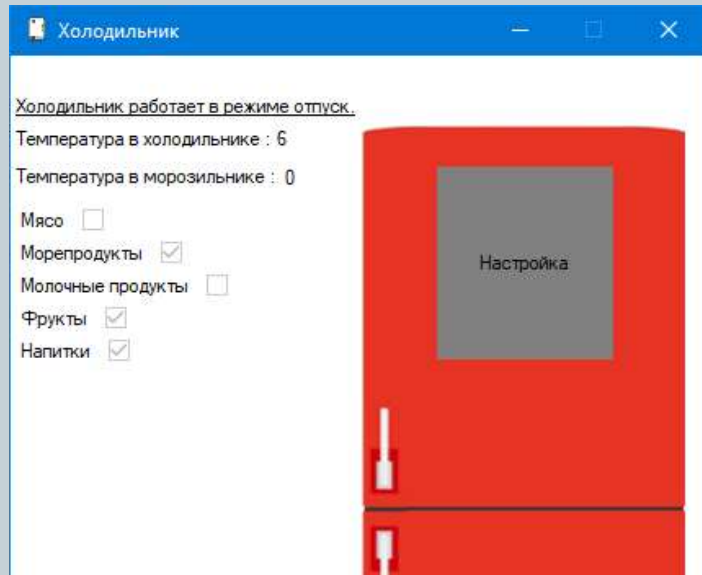 Холодильник
Холодильник работает в режиме отпуск.
Температура в холодильнике : 6
Температура в морозильнике : 0
Мясо
Морепродукты
Молочные продукты
Фрукты
Напитки
Настройка